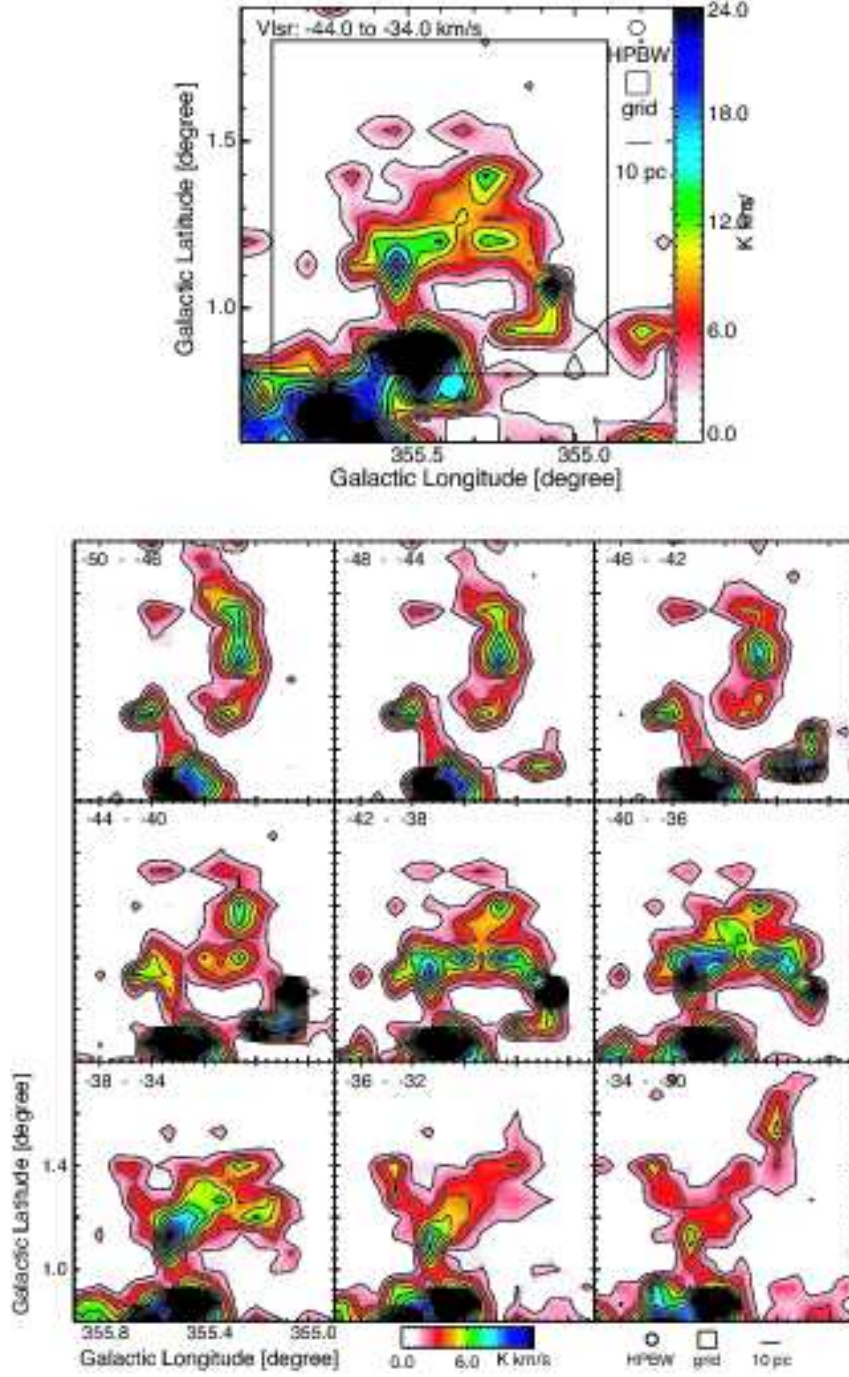 Vlsr: -44.0 to -34.0 km/s
HPBW
grid
10 pc
24.0
18.0
12.0
6.0
0.0
K km/s
1.5
1.0
Galactic Latitude [degree]
355.5 355.0
Galactic Longitude [degree]
-48 - -44
-46 - -42
-44 - -40
-42 - -38
-40 - -36
-38 - -34
-36 - -32
1.4
1.0
Galactic Latitude [degree]
355.8 355.4 355.0
Galactic Longitude [degree]
0.0 6.0 K km/s
HPBW grid 10 pc